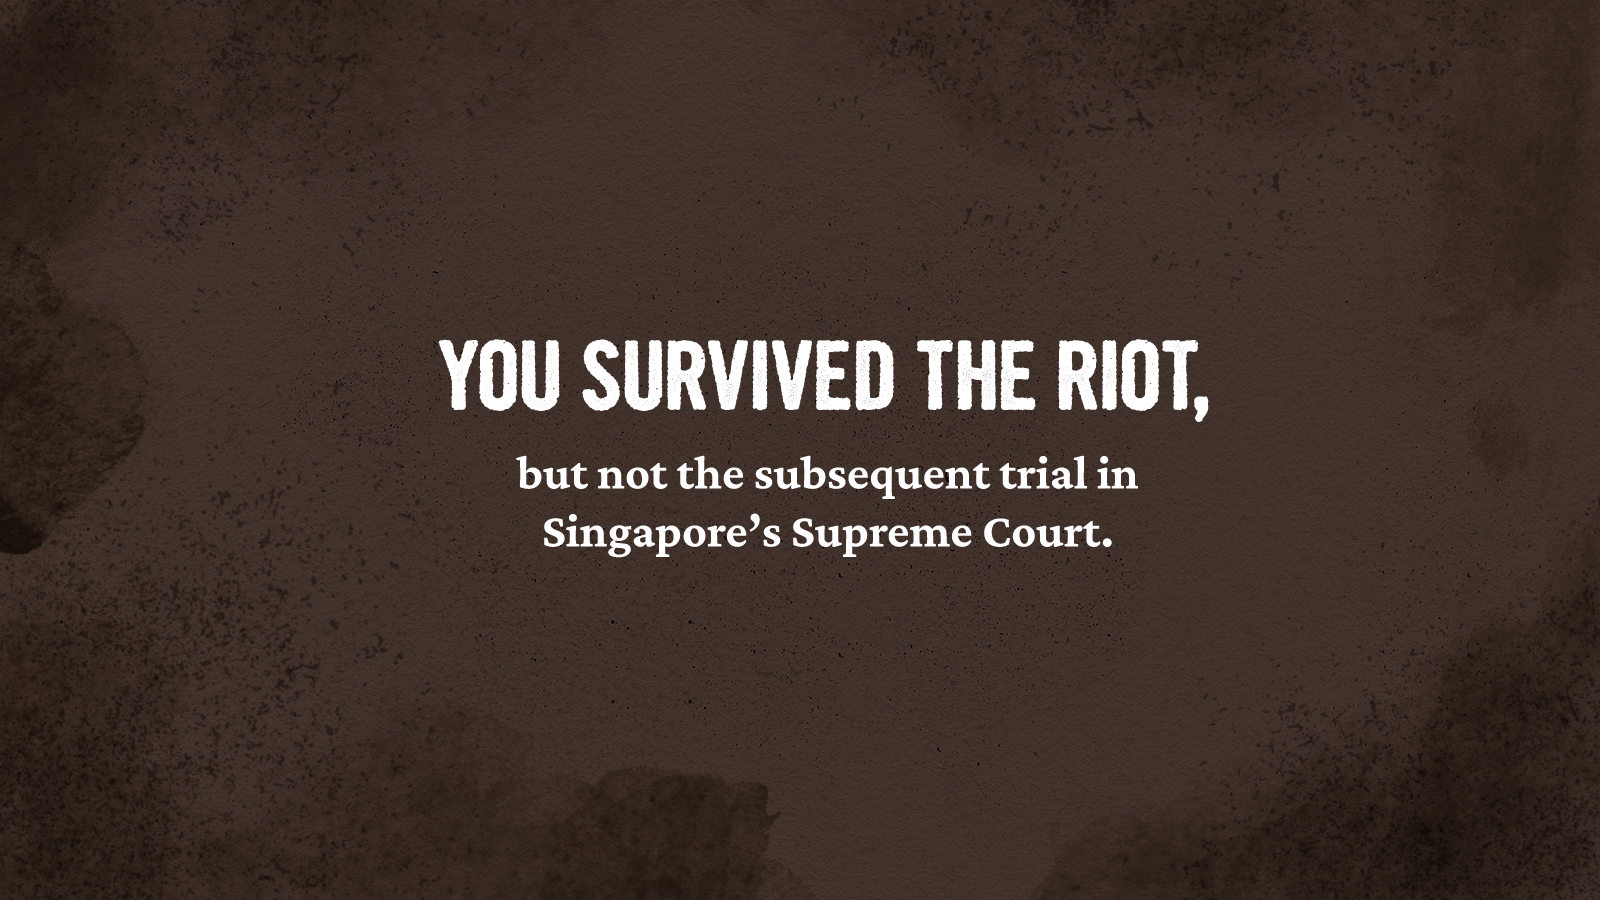 YOU SURVIVED THE RIOT,
but not the subsequent trial in
Singapore’s Supreme Court.